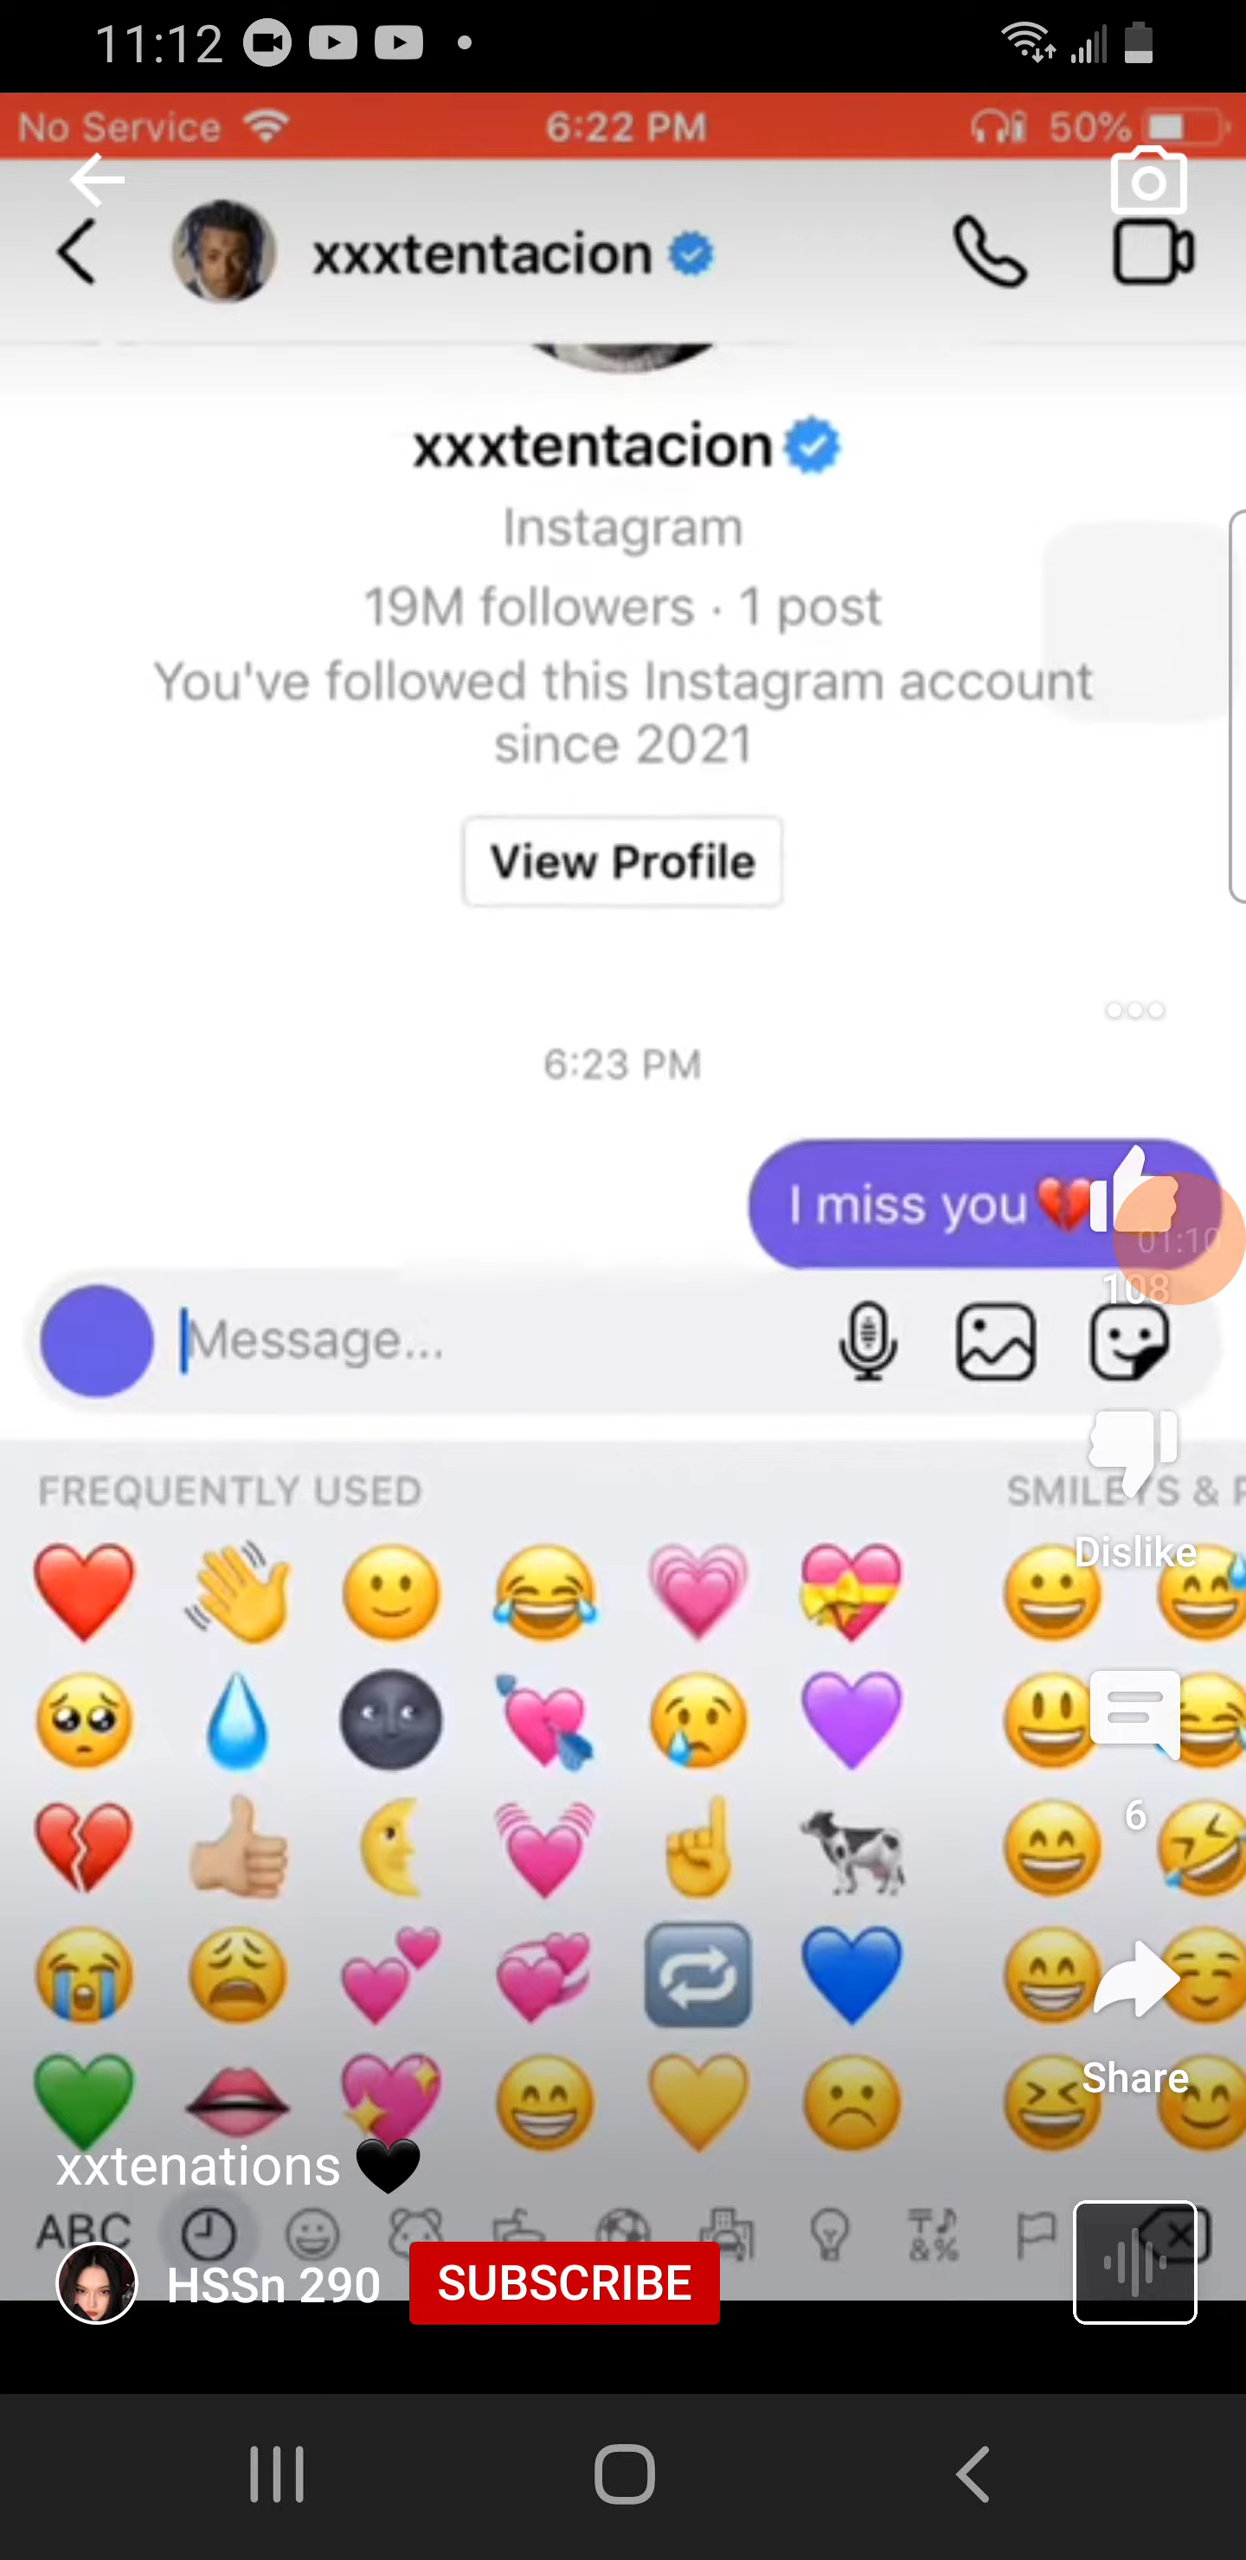 11:12
No Service 6:22 PM 50%
xxxtentacion
xxxtentacion
Instagram
19M followers · 1 post
You've followed this Instagram account
since 2021
View Profile
6:23 PM
I miss you💔
01:10
108
Message...
FREQUENTLY USED
SMILEYS & P
Dislike
6
Share
xxtenations 🖤
ABC
HSSn 290 SUBSCRIBE